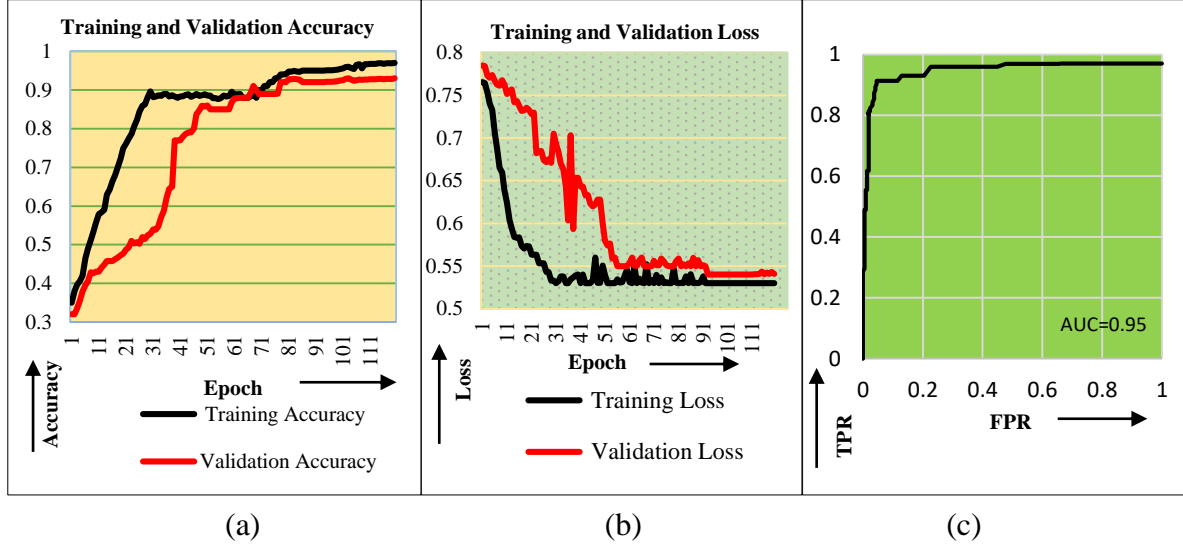 Training and Validation Accuracy
1
0.9
0.8
0.7
0.6
0.5
0.4
0.3
1
11
21
31
41
51
61
71
81
91
101
111
Epoch
Accuracy
Training Accuracy
Validation Accuracy
(a)
Training and Validation Loss
0.8
0.75
0.7
0.65
0.6
0.55
0.5
1
11
21
31
41
51
61
71
81
91
101
111
Epoch
Loss
Training Loss
Validation Loss
(b)
1
0.8
0.6
0.4
0.2
0
AUC=0.95
0 0.2 0.4 0.6 0.8 1
FPR
TPR
(c)